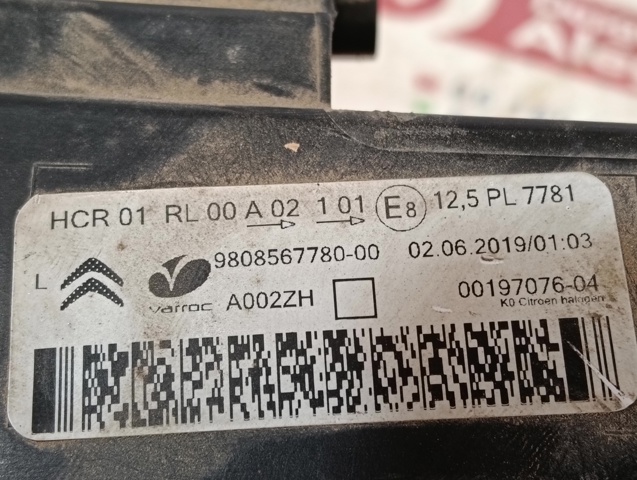 HCR 01 RL 00 A 02 1 01 E8 12,5 PL 7781
9808567780-00 02.06.2019/01:03
L varroc A002ZH 00197076-04
K0 Citroen halogen